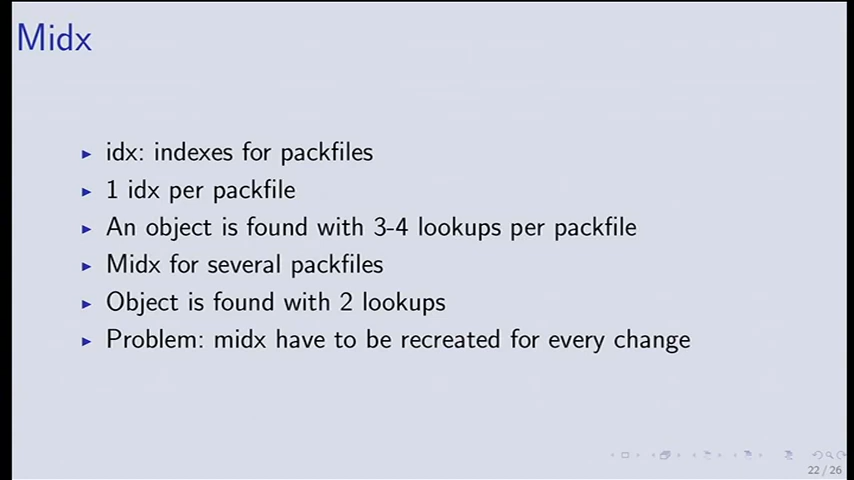 Midx
idx: indexes for packfiles
1 idx per packfile
An object is found with 3-4 lookups per packfile
Midx for several packfiles
Object is found with 2 lookups
Problem: midx have to be recreated for every change
22 / 26